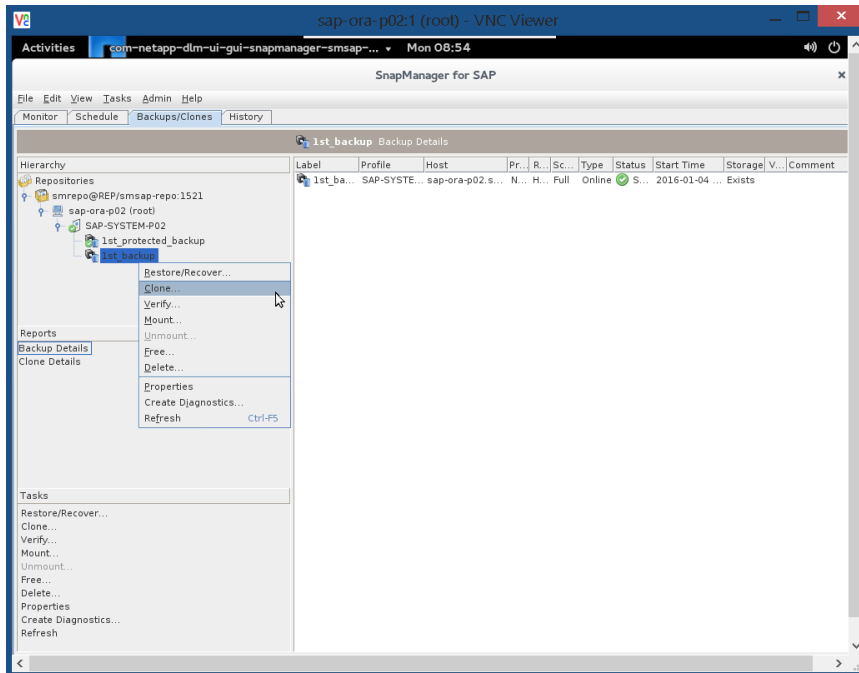 sap-ora-p02:1 (root) - VNC Viewer
Activities com-netapp-dlm-ui-gui-snapmanager-smsap-... Mon 08:54
SnapManager for SAP
File Edit View Tasks Admin Help
Monitor Schedule Backups/Clones History
1st_backup Backup Details
Hierarchy
Repositories
smrepo@REP/smsap-repo:1521
sap-ora-p02 (root)
SAP-SYSTEM-P02
1st_protected_backup
1st_backup
Label Profile Host Pr... R... Sc... Type Status Start Time Storage V... Comment
1st_ba... SAP-SYSTE... sap-ora-p02.s... N... H... Full Online S... 2016-01-04 ... Exists
Restore/Recover...
Clone...
Verify...
Mount...
Unmount...
Free...
Delete...
Properties
Create Diagnostics...
Refresh Ctrl-F5
Reports
Backup Details
Clone Details
Tasks
Restore/Recover...
Clone...
Verify...
Mount...
Unmount...
Free...
Delete...
Properties
Create Diagnostics...
Refresh